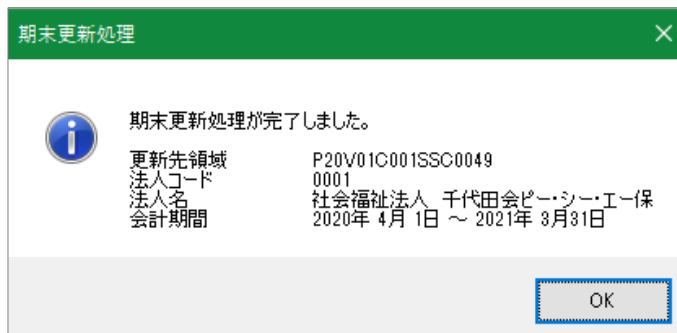 期末更新処理
期末更新処理が完了しました。
更新先領域 P20V01C001SSC0049
法人コード 0001
法人名 社会福祉法人 千代田会ピー・シー・エー保
会計期間 2020年 4月 1日 ～ 2021年 3月31日
OK